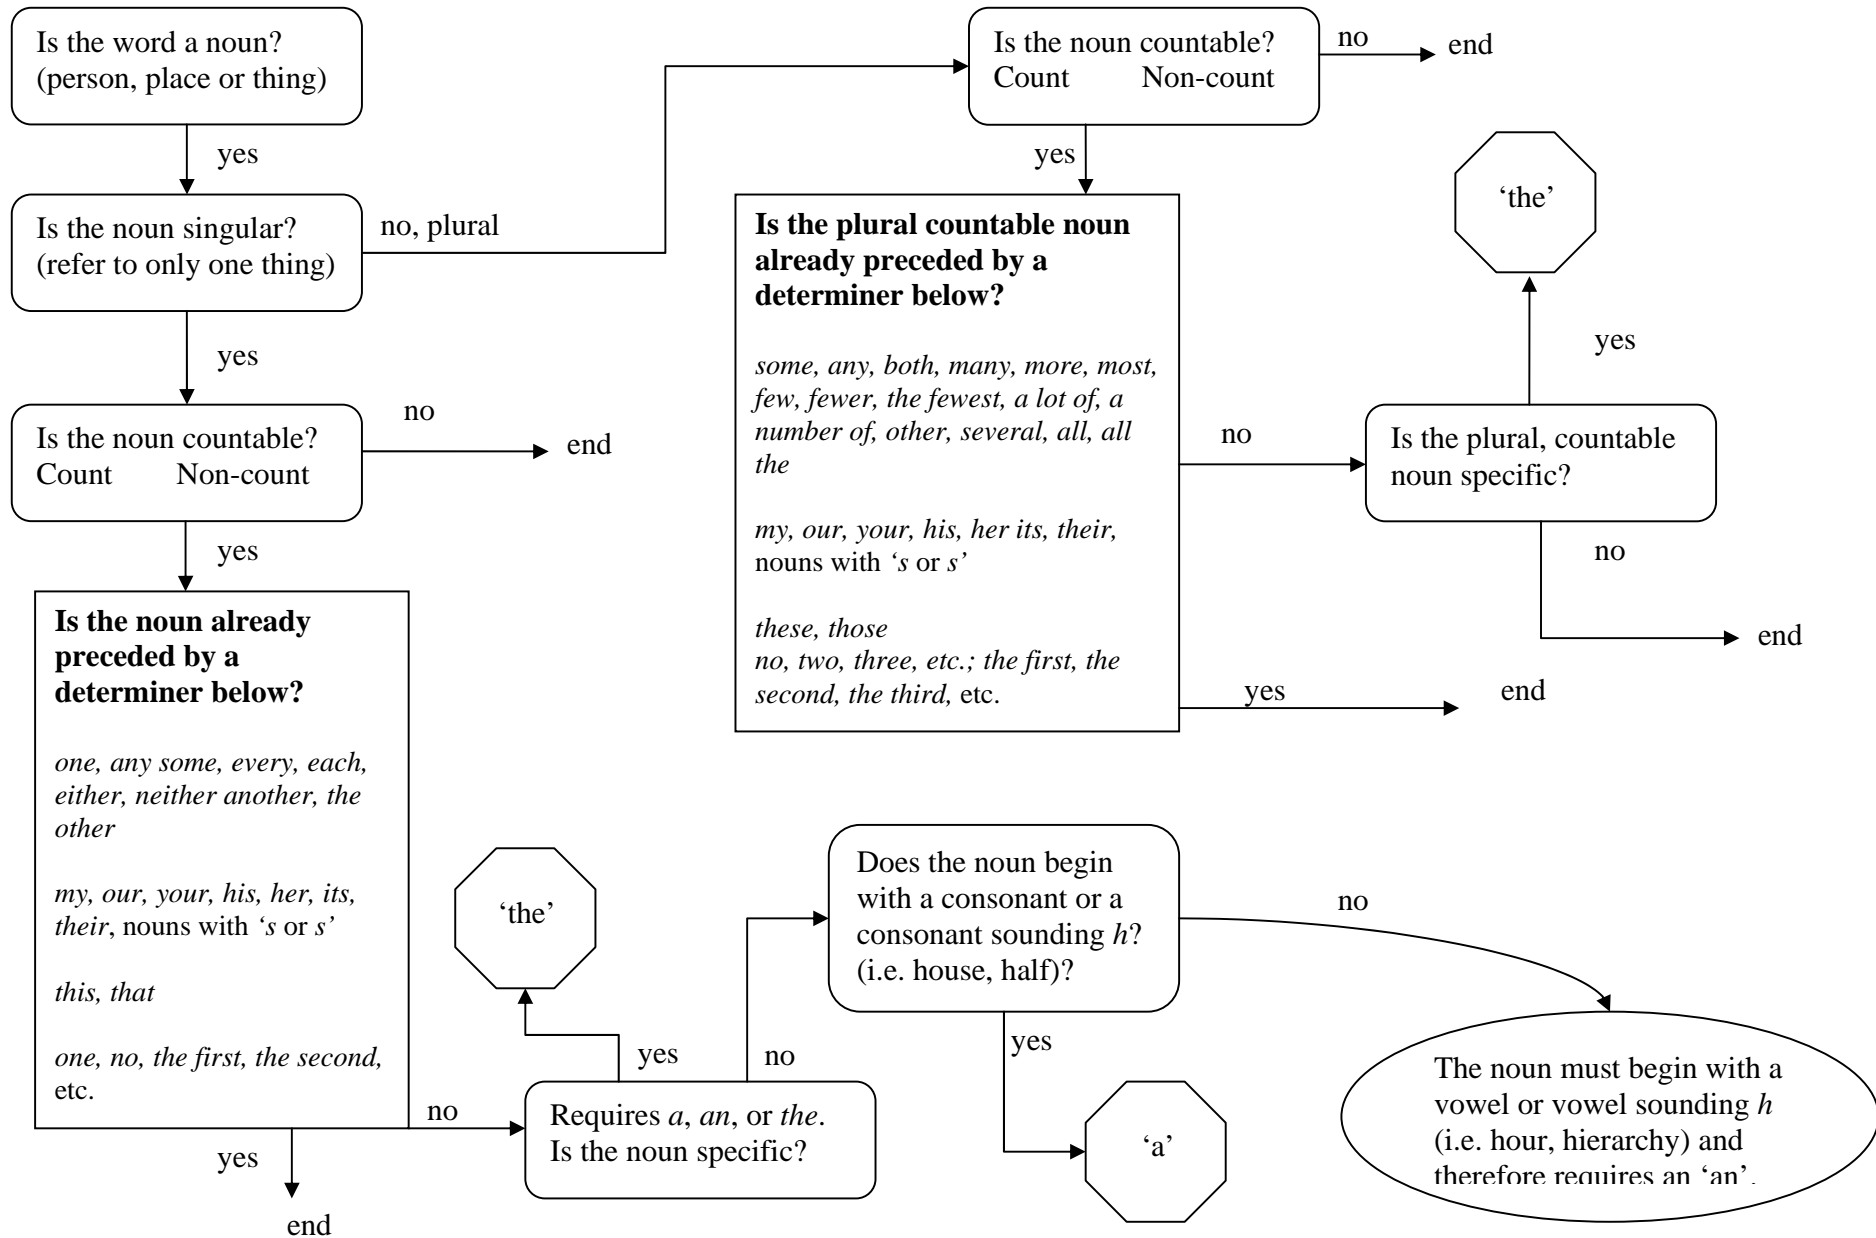 Is the word a noun?
(person, place or thing)
yes
Is the noun singular?
(refer to only one thing)
no, plural
yes
Is the noun countable?
Count Non-count
no
end
yes
Is the noun already
preceded by a
determiner below?
one, any some, every, each,
either, neither another, the
other
my, our, your, his, her, its,
their, nouns with ‘s or s’
this, that
one, no, the first, the second,
etc.
yes
end
no
Requires a, an, or the.
Is the noun specific?
yes
‘the’
no
Does the noun begin
with a consonant or a
consonant sounding h?
(i.e. house, half)?
yes
‘a’
no
The noun must begin with a
vowel or vowel sounding h
(i.e. hour, hierarchy) and
therefore requires an ‘an’.
Is the noun countable?
Count Non-count
no
end
yes
Is the plural countable noun
already preceded by a
determiner below?
some, any, both, many, more, most,
few, fewer, the fewest, a lot of, a
number of, other, several, all, all
the
my, our, your, his, her its, their,
nouns with ‘s or s’
these, those
no, two, three, etc.; the first, the
second, the third, etc.
yes
end
no
Is the plural, countable
noun specific?
yes
‘the’
no
end